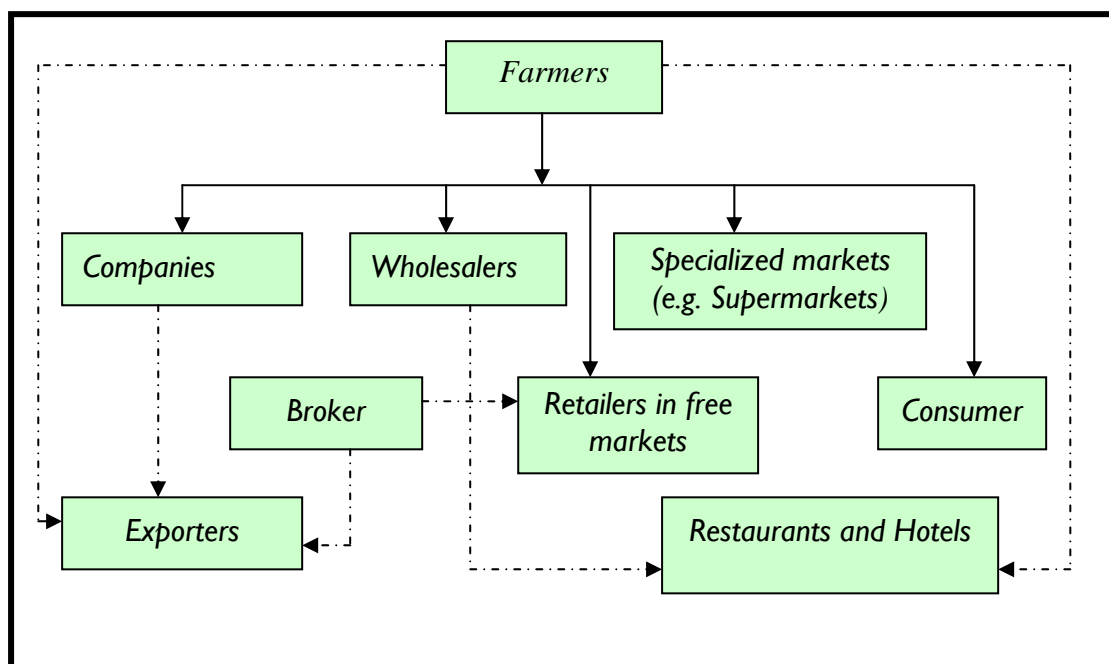 Farmers
Companies
Wholesalers
Specialized markets
(e.g. Supermarkets)
Broker
Retailers in free
markets
Consumer
Exporters
Restaurants and Hotels